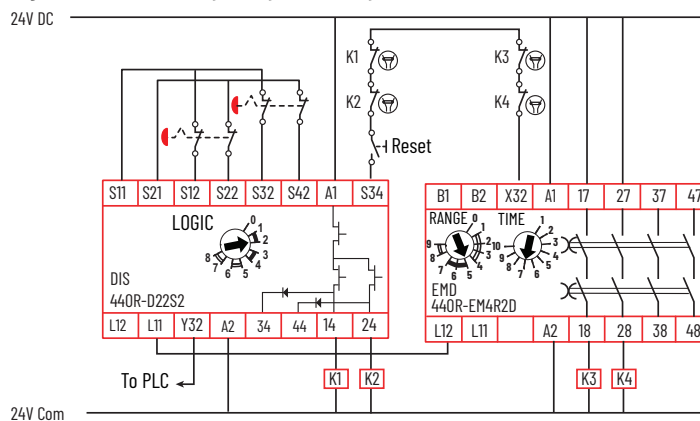 24V DC
K1
K3
K2
K4
Reset
S11 S21 S12 S22 S32 S42 A1 S34
B1 B2 X32 A1 17 27 37 47
LOGIC
0 1 2 3 4 5 6 7 8
RANGE
0 1 2 3 4 5 6 7 8 9
TIME
1 2 3 4 5 6 7 8 9 10
DIS
440R-D22S2
EMD
440R-EM4R2D
L12 L11 Y32 A2 34 44 14 24
L12 L11 A2 18 28 38 48
To PLC
K1 K2 K3 K4
24V Com